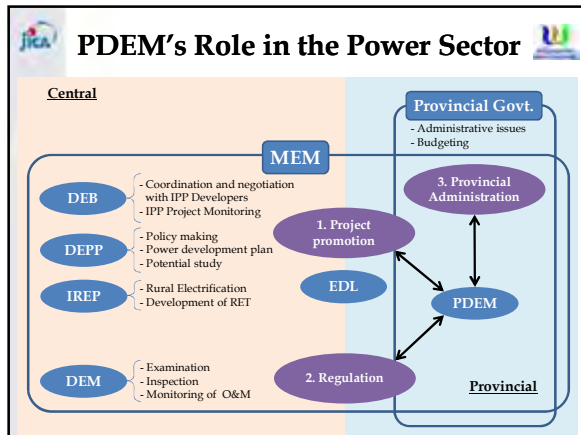 jica
PDEM's Role in the Power Sector
Central
Provincial Govt.
- Administrative issues
- Budgeting
MEM
DEB
- Coordination and negotiation
with IPP Developers
- IPP Project Monitoring
3. Provincial
Administration
1. Project
promotion
DEPP
- Policy making
- Power development plan
- Potential study
IREP
- Rural Electrification
- Development of RET
EDL
PDEM
DEM
- Examination
- Inspection
- Monitoring of O&M
2. Regulation
Provincial